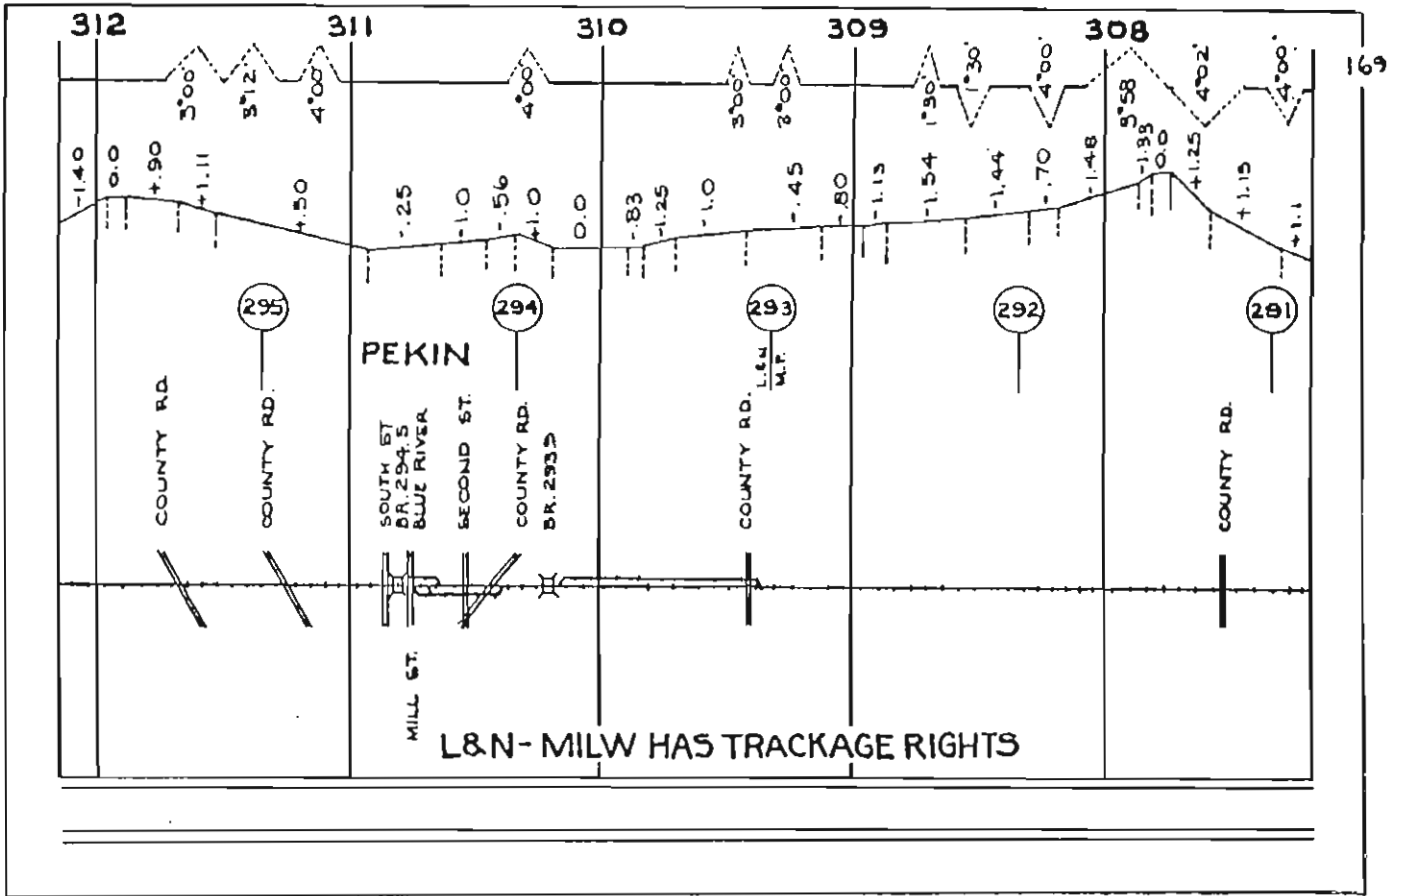 312 311 310 309 308
169
3°00' 3°12' 4°00' 4°00' 3°00' 3°00' 1°30' 1°30' 4°00' 3°58' 4°02' 4°00'
-1.40 0.0 +.90 +1.11 +.50 -.25 -1.0 -.56 +1.0 0.0 -.83 -1.25 -1.0 -.45 -.80 -1.13 -1.54 -1.44 -.70 -1.48 -1.33 0.0 +1.25 +1.15 +1.1
295 294 293 292 291
PEKIN
L&N
M.P.
COUNTY RD.
COUNTY RD.
SOUTH ST
BR. 294.5
BLUE RIVER
SECOND ST.
COUNTY RD.
BR. 293.9
COUNTY RD.
COUNTY RD.
MILL ST.
L&N - MILW HAS TRACKAGE RIGHTS